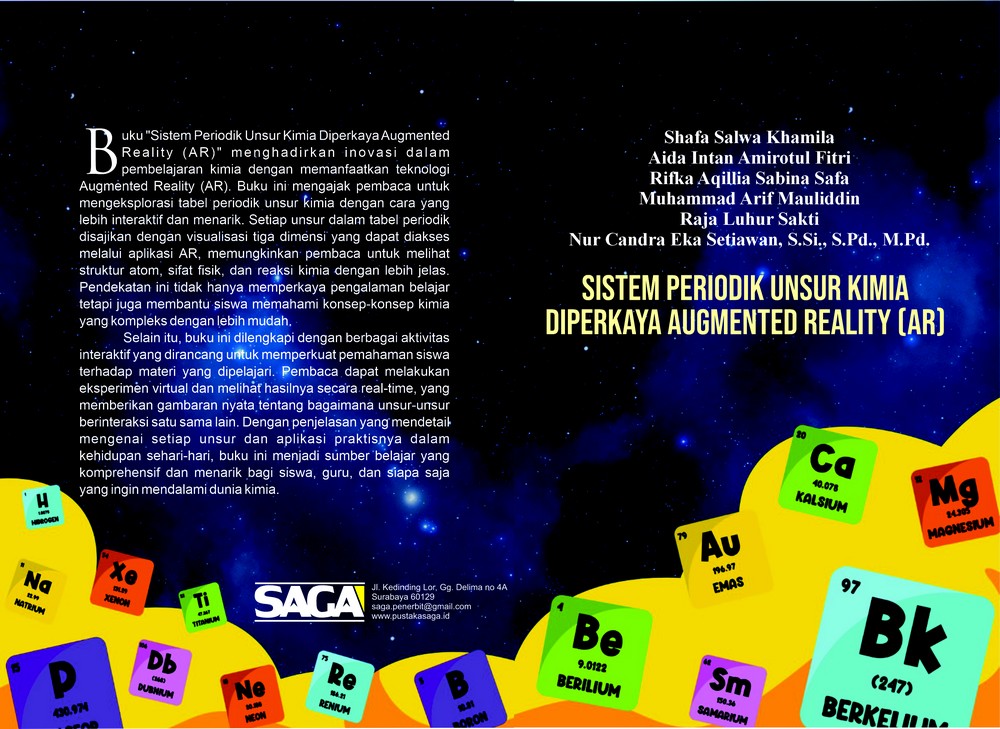 Buku "Sistem Periodik Unsur Kimia Diperkaya Augmented
Reality (AR)" menghadirkan inovasi dalam
pembelajaran kimia dengan memanfaatkan teknologi
Augmented Reality (AR). Buku ini mengajak pembaca untuk
mengeksplorasi tabel periodik unsur kimia dengan cara yang
lebih interaktif dan menarik. Setiap unsur dalam tabel periodik
disajikan dengan visualisasi tiga dimensi yang dapat diakses
melalui aplikasi AR, memungkinkan pembaca untuk melihat
struktur atom, sifat fisik, dan reaksi kimia dengan lebih jelas.
Pendekatan ini tidak hanya memperkaya pengalaman belajar
tetapi juga membantu siswa memahami konsep-konsep kimia
yang kompleks dengan lebih mudah,
Selain itu, buku ini dilengkapi dengan berbagai aktivitas
interaktif yang dirancang untuk memperkuat pemahaman siswa
terhadap materi yang dipelajari. Pembaca dapat melakukan
eksperimen virtual dan melihat hasilnya secara real-time, yang
memberikan gambaran nyata tentang bagaimana unsur-unsur
berinteraksi satu sama lain. Dengan penjelasan yang mendetail
mengenai setiap unsur dan aplikasi praktisnya dalam
kehidupan sehari-hari, buku ini menjadi sumber belajar yang
komprehensif dan menarik bagi siswa, guru, dan siapa saja
yang ingin mendalami dunia kimia.
SAGA
Jl. Kedinding Lor, Gg. Delima no 4A
Surabaya 60129
saga.penerbit@gmail.com
www.pustakasaga.id
Shafa Salwa Khamila
Aida Intan Amirotul Fitri
Rifka Aqillia Sabina Safa
Muhammad Arif Mauliddin
Raja Luhur Sakti
Nur Candra Eka Setiawan, S.Si., S.Pd., M.Pd.
SISTEM PERIODIK UNSUR KIMIA
DIPERKAYA AUGMENTED REALITY (AR)
H
HIDROGEN
Na
NATRIUM
Xe
XENON
Ti
TITANIUM
15
P
430.974
Db
DUBNIUM
Ne
NEON
75
Re
186.21
RENIUM
B
BORON
4
Be
9.0122
BERILIUM
Sm
150.36
SAMARIUM
79
Au
196.97
EMAS
20
Ca
40.078
KALSIUM
Mg
MAGNESIUM
97
Bk
(247)
BERKELIUM